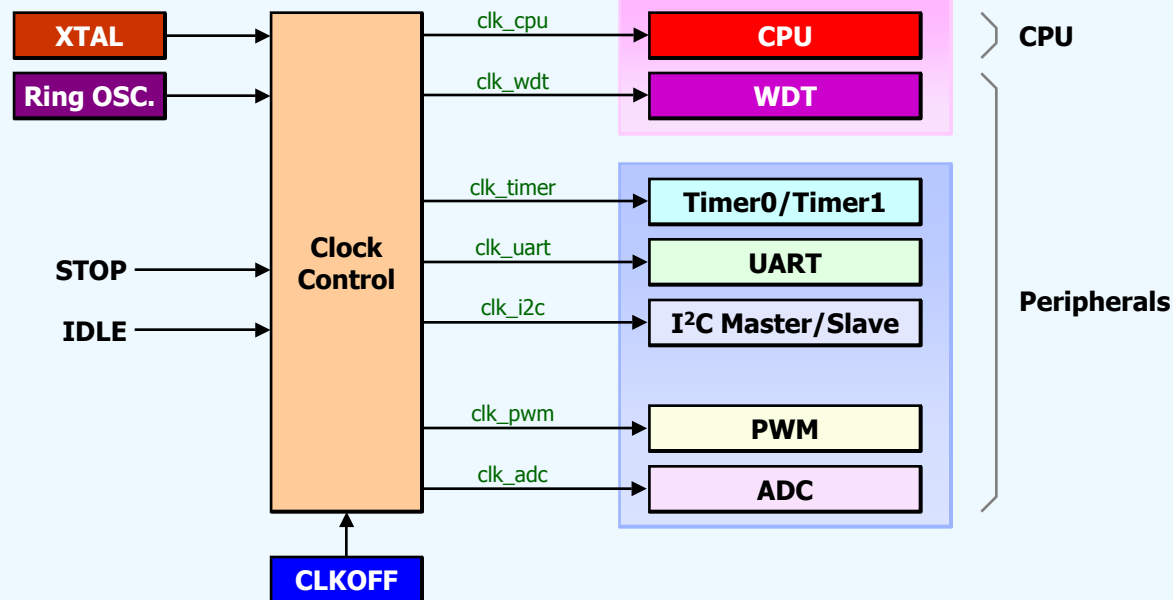 XTAL
clk_cpu
CPU
CPU
Ring OSC.
clk_wdt
WDT
clk_timer
Timer0/Timer1
Clock
Control
STOP
clk_uart
UART
IDLE
clk_i2c
I²C Master/Slave
Peripherals
clk_pwm
PWM
clk_adc
ADC
CLKOFF